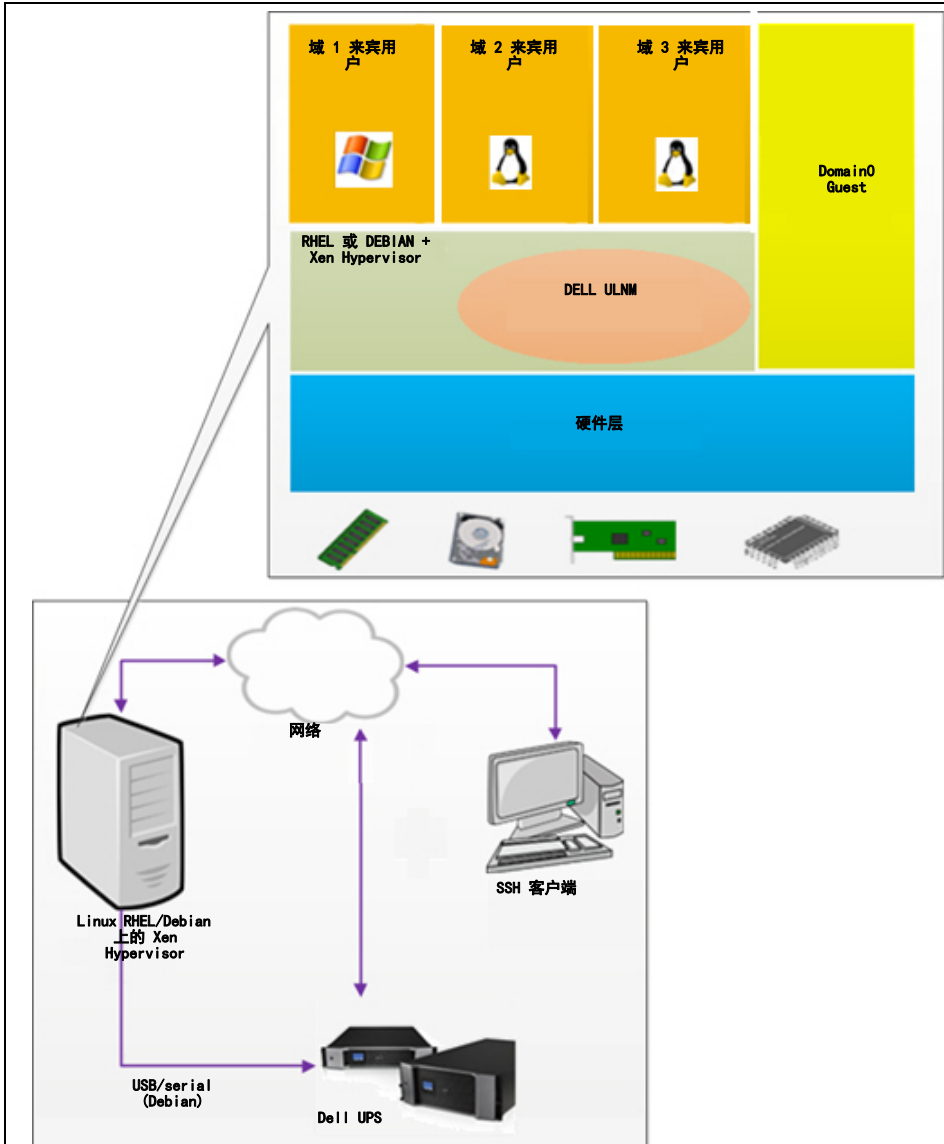 域 1 来宾用
户
域 2 来宾用
户
域 3 来宾用
户
Domain0
Guest
RHEL 或 DEBIAN +
Xen Hypervisor
DELL ULNM
硬件层
网络
SSH 客户端
Linux RHEL/Debian
上的 Xen
Hypervisor
USB/serial
(Debian)
Dell UPS